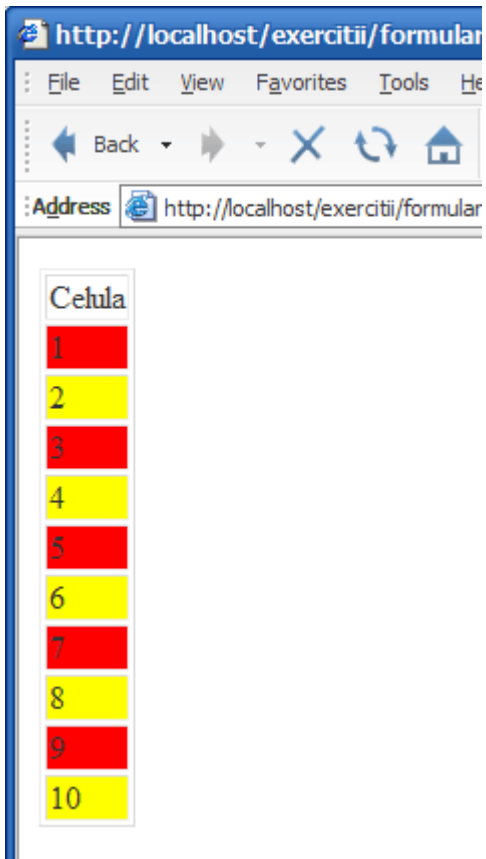 http://localhost/exercitii/formular
File Edit View Favorites Tools He
Back
Address http://localhost/exercitii/formular
Celula
1
2
3
4
5
6
7
8
9
10